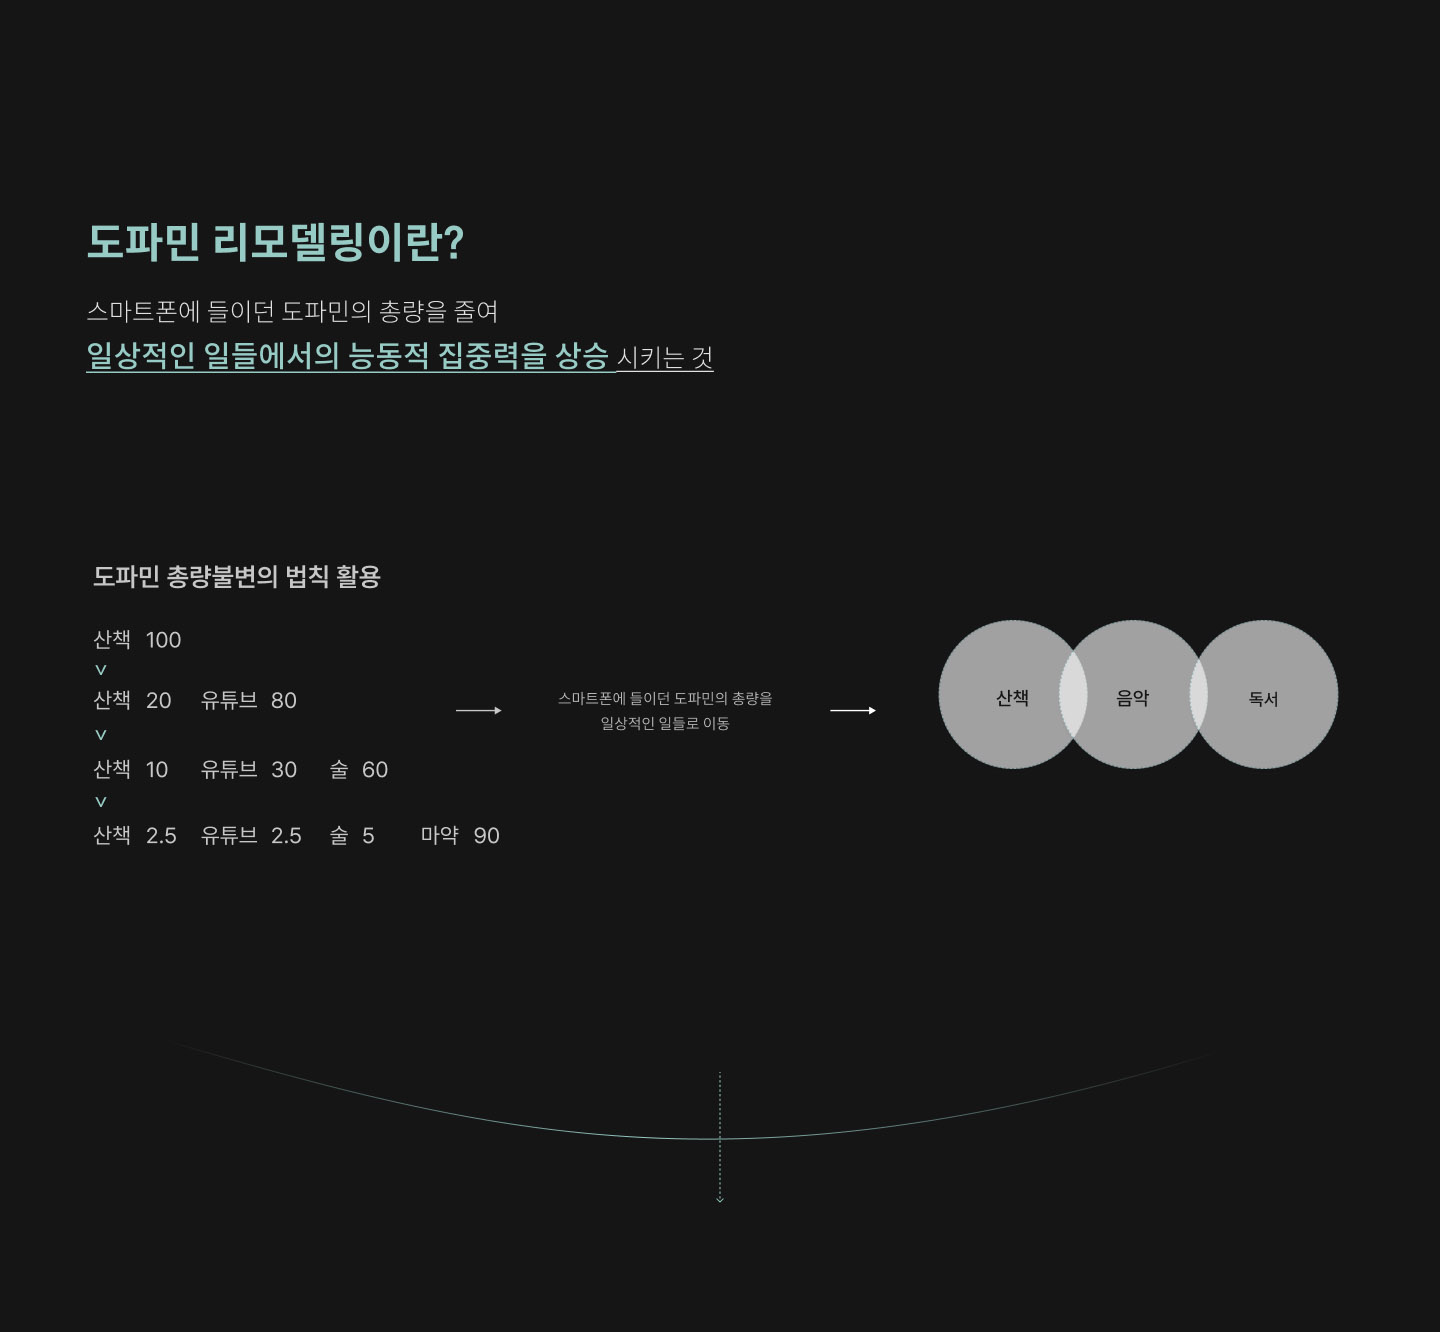 도파민 리모델링이란?
스마트폰에 들이던 도파민의 총량을 줄여
일상적인 일들에서의 능동적 집중력을 상승 시키는 것
도파민 총량불변의 법칙 활용
산책 100
산책 20 유튜브 80
산책 10 유튜브 30 술 60
산책 2.5 유튜브 2.5 술 5 마약 90
스마트폰에 들이던 도파민의 총량을
일상적인 일들로 이동
산책 음악 독서